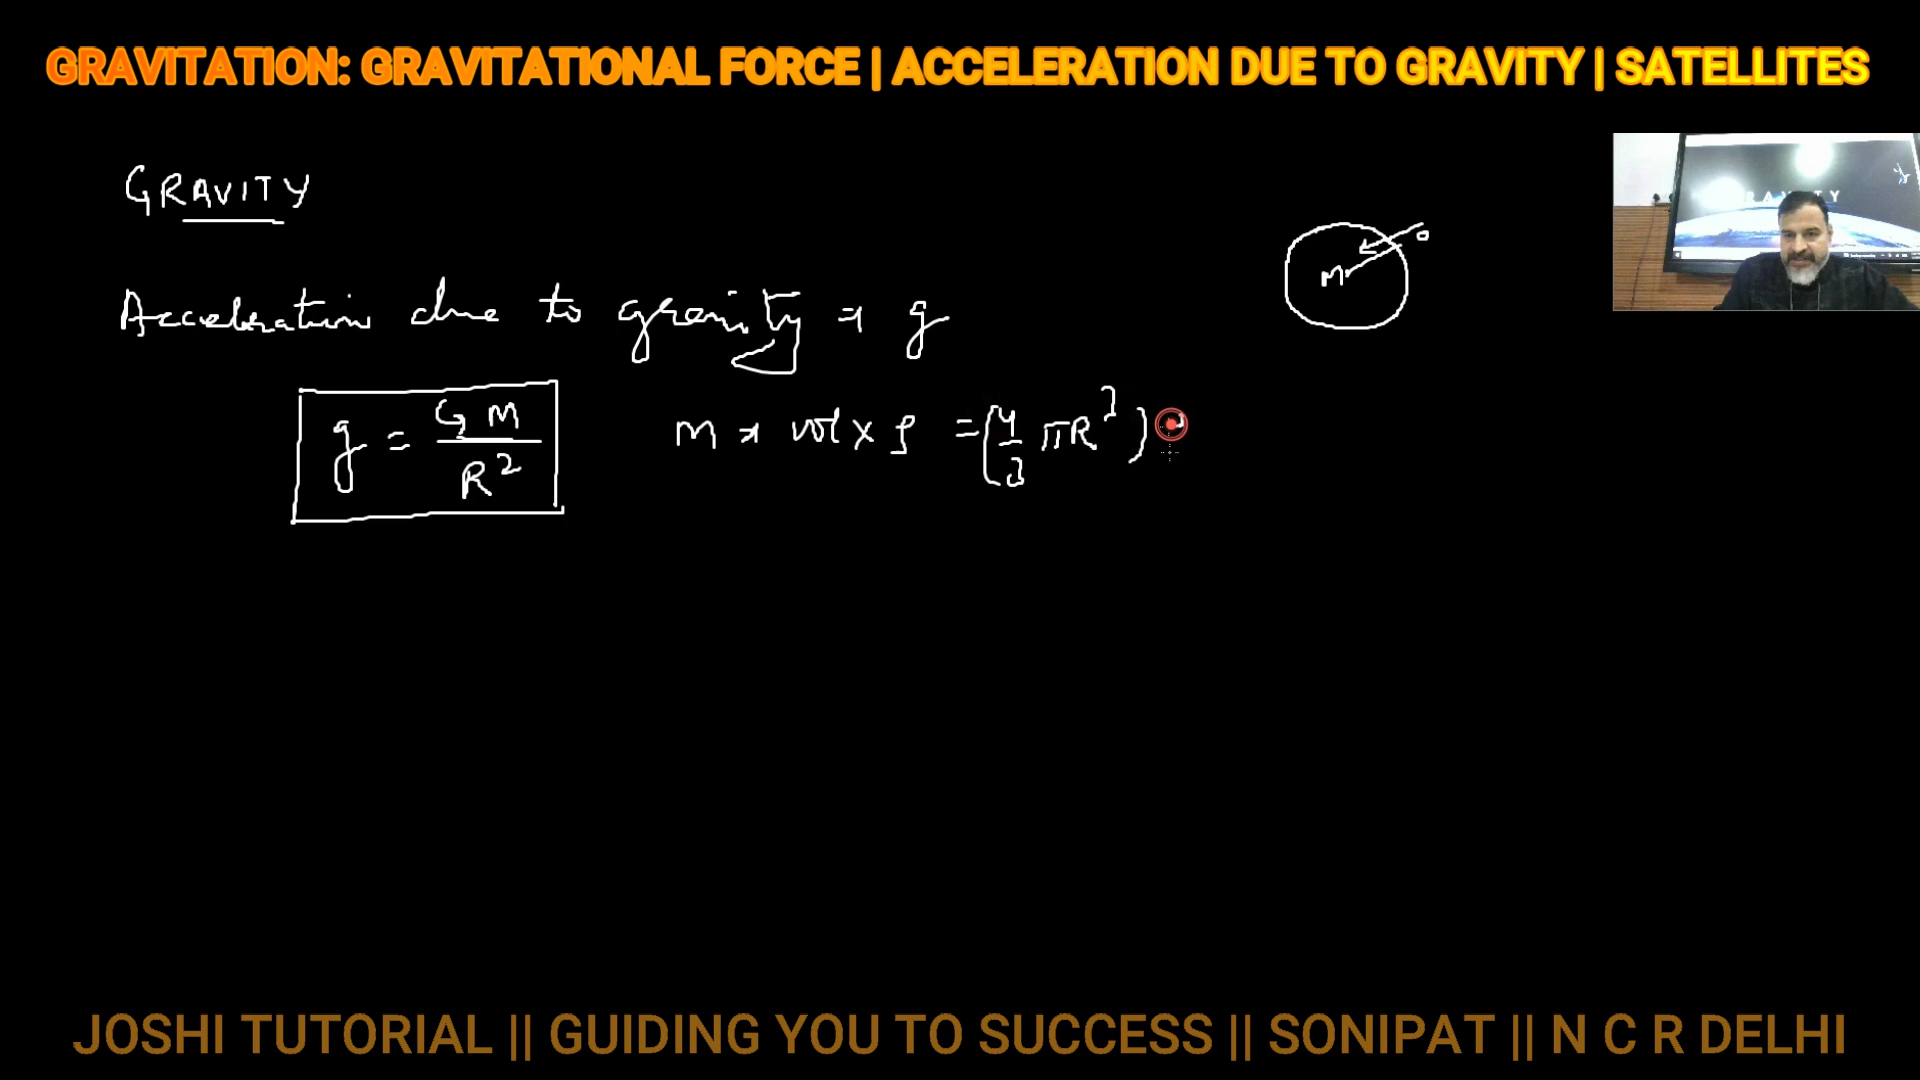 GRAVITATION: GRAVITATIONAL FORCE | ACCELERATION DUE TO GRAVITY | SATELLITES
GRAVITY
Acceleration due to gravity = g
M
g = GM / R²
m = vol x ρ = (4/3 πR³)
JOSHI TUTORIAL || GUIDING YOU TO SUCCESS || SONIPAT || N C R DELHI